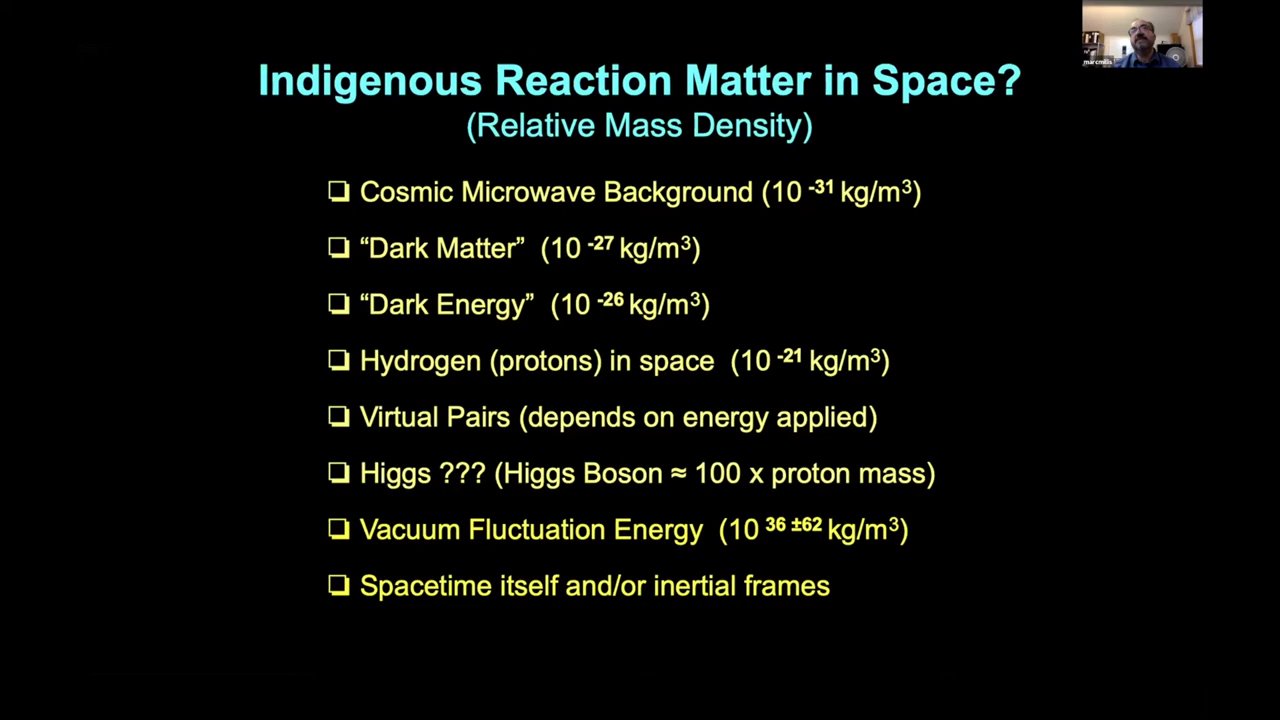 marcmillis
Indigenous Reaction Matter in Space?
(Relative Mass Density)
❏ Cosmic Microwave Background (10 -31 kg/m3)
❏ “Dark Matter” (10 -27 kg/m3)
❏ “Dark Energy” (10 -26 kg/m3)
❏ Hydrogen (protons) in space (10 -21 kg/m3)
❏ Virtual Pairs (depends on energy applied)
❏ Higgs ??? (Higgs Boson ≈ 100 x proton mass)
❏ Vacuum Fluctuation Energy (10 36 ±62 kg/m3)
❏ Spacetime itself and/or inertial frames